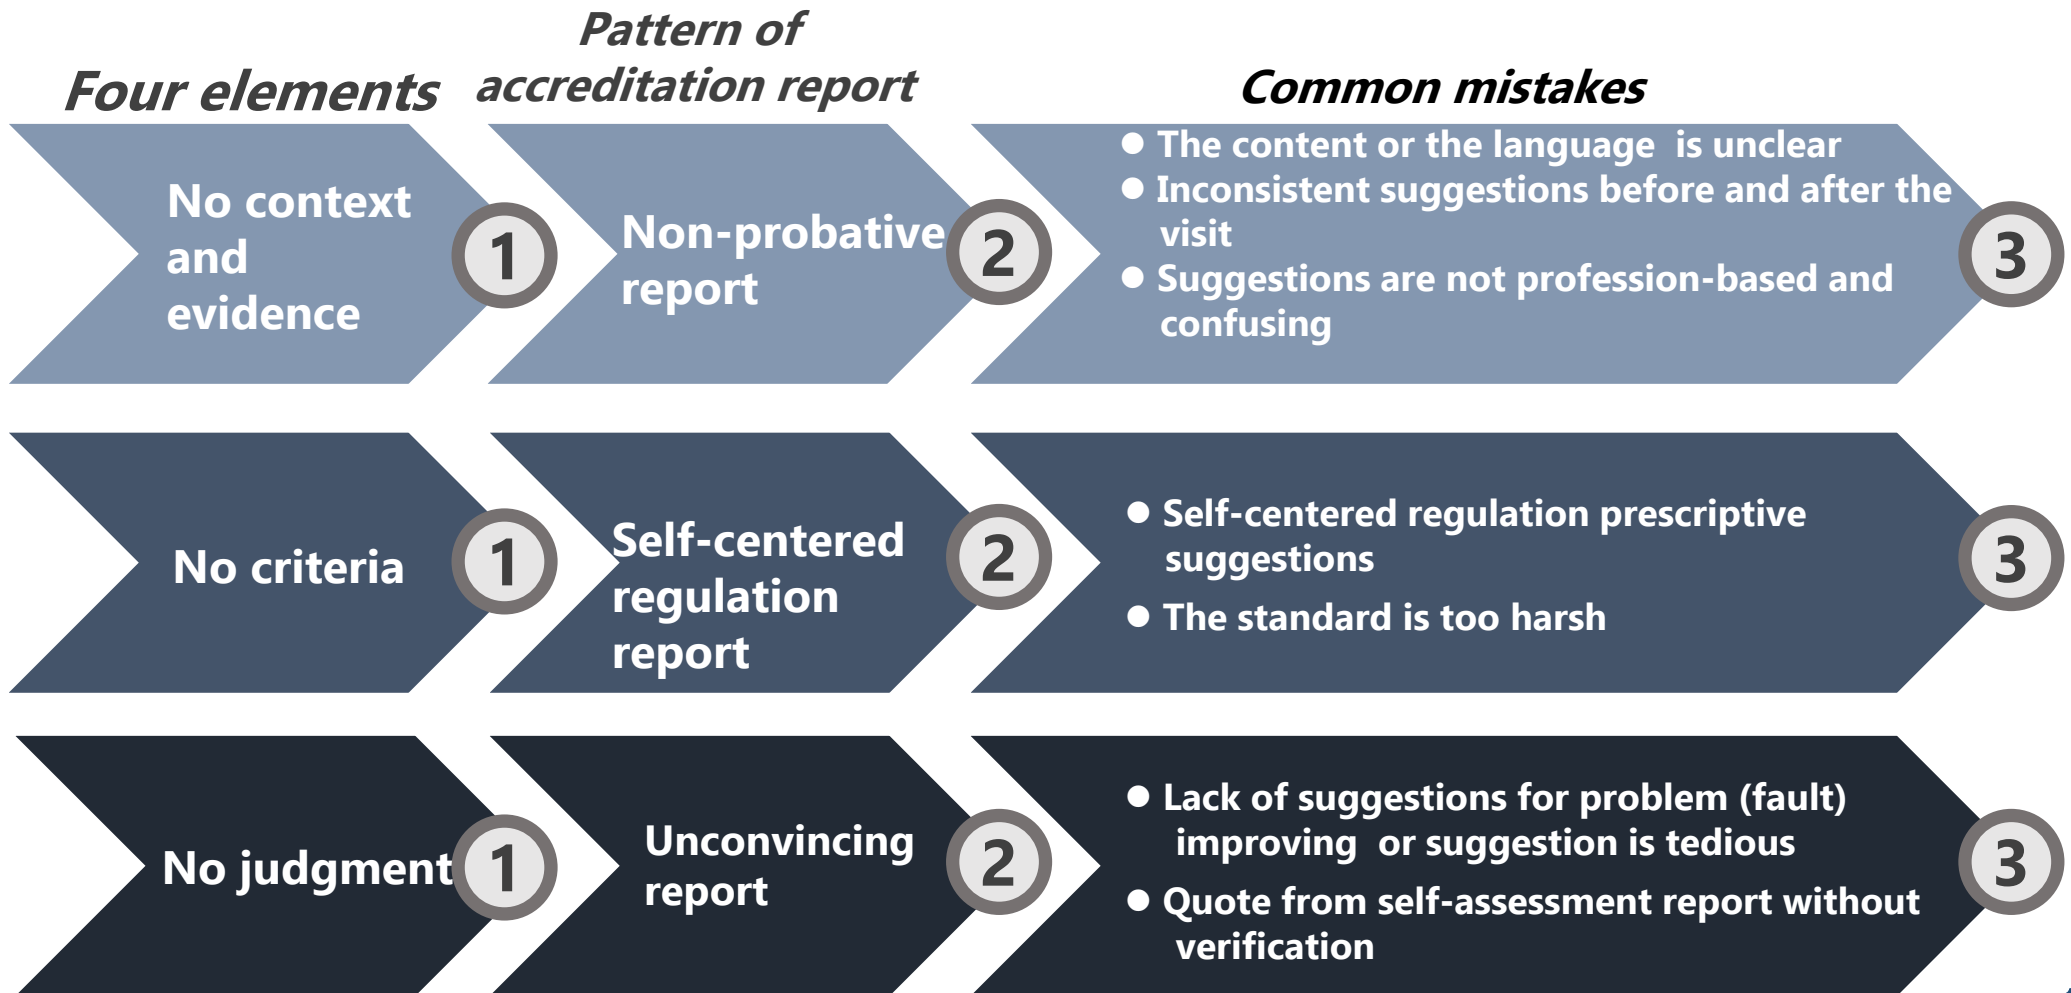 Four elements
Pattern of
accreditation report
Common mistakes
No context
and
evidence
1
Non-probative
report
2
● The content or the language  is unclear
● Inconsistent suggestions before and after the
visit
● Suggestions are not profession-based and
confusing
3
No criteria
1
Self-centered
regulation
report
2
● Self-centered regulation prescriptive
suggestions
● The standard is too harsh
3
No judgment
1
Unconvincing
report
2
● Lack of suggestions for problem (fault)
improving  or suggestion is tedious
● Quote from self-assessment report without
verification
3